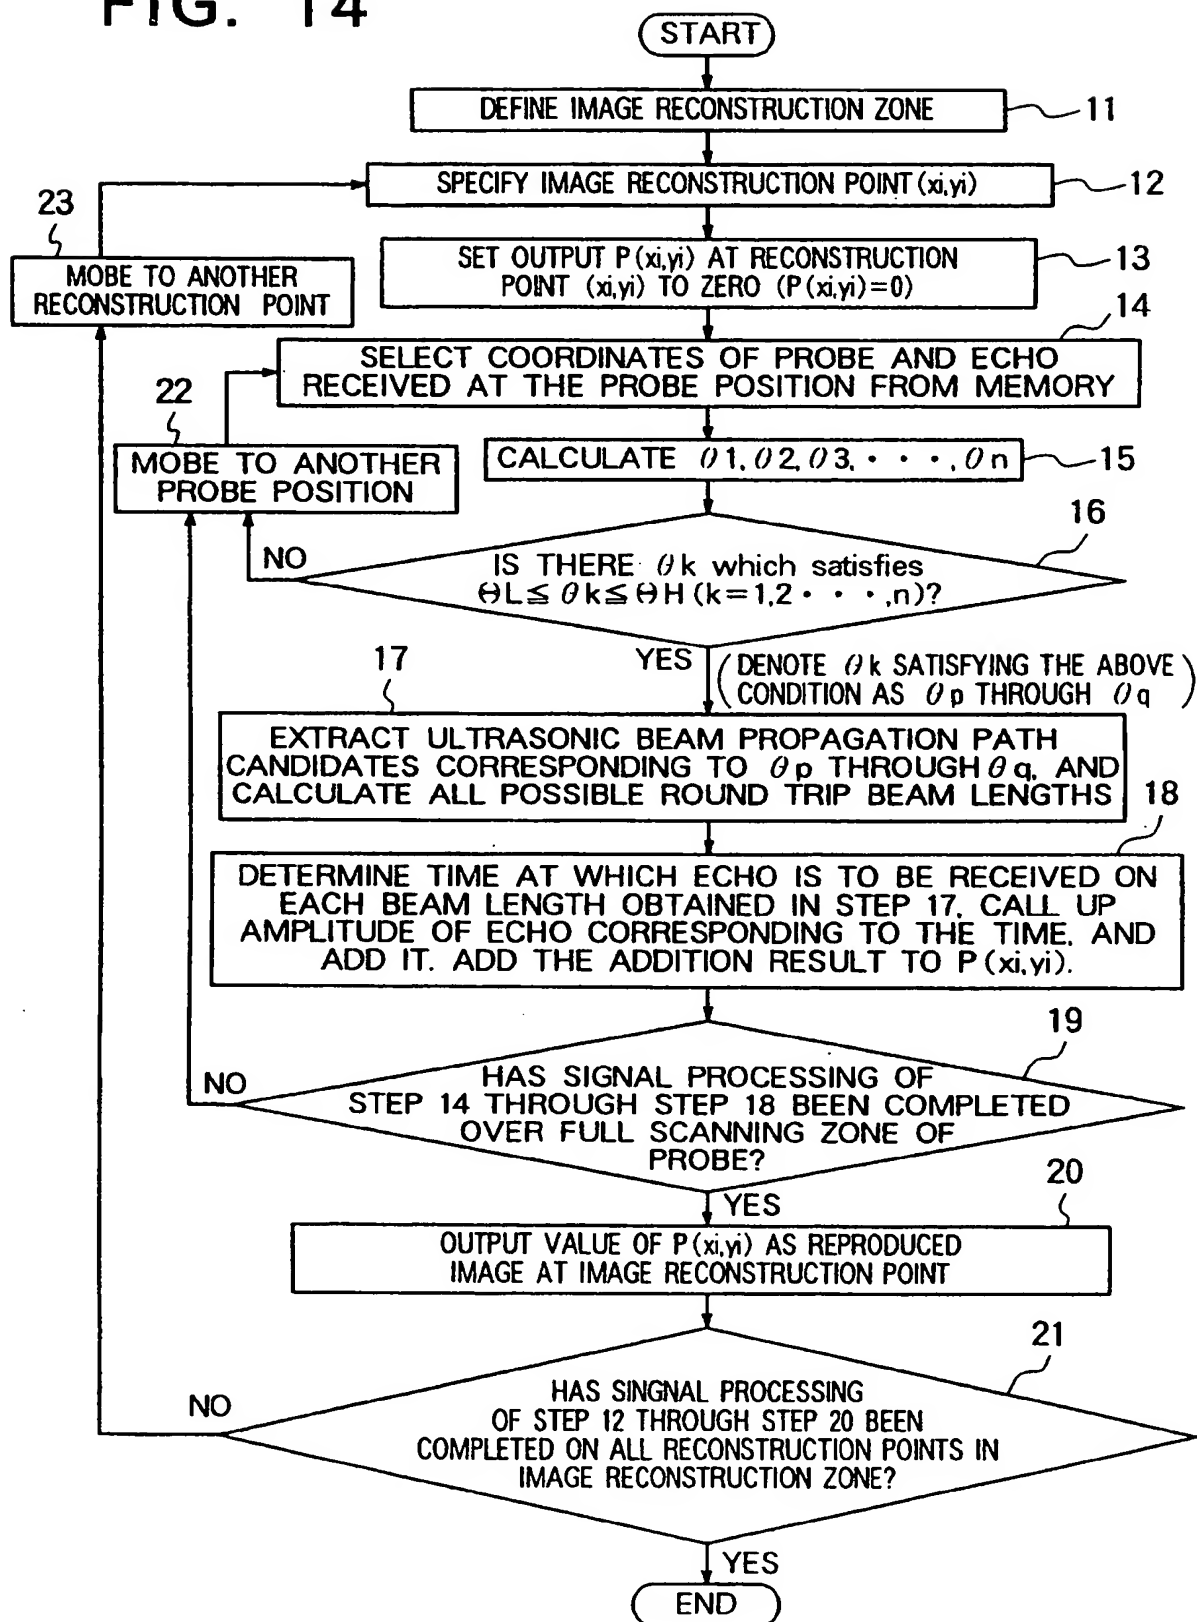 FIG. 14
START
DEFINE IMAGE RECONSTRUCTION ZONE
11
SPECIFY IMAGE RECONSTRUCTION POINT (xi,yi)
12
23
MOBE TO ANOTHER
RECONSTRUCTION POINT
SET OUTPUT P(xi,yi) AT RECONSTRUCTION
POINT (xi,yi) TO ZERO (P(xi,yi)=0)
13
14
SELECT COORDINATES OF PROBE AND ECHO
RECEIVED AT THE PROBE POSITION FROM MEMORY
22
MOBE TO ANOTHER
PROBE POSITION
CALCULATE θ1, θ2, θ3, · · · , θn
15
16
NO
IS THERE θk which satisfies
ΘL≦ θk≦ΘH (k=1,2 · · · ,n)?
YES
(DENOTE θk SATISFYING THE ABOVE
CONDITION AS θp THROUGH θq)
17
EXTRACT ULTRASONIC BEAM PROPAGATION PATH
CANDIDATES CORRESPONDING TO θp THROUGH θq, AND
CALCULATE ALL POSSIBLE ROUND TRIP BEAM LENGTHS
18
DETERMINE TIME AT WHICH ECHO IS TO BE RECEIVED ON
EACH BEAM LENGTH OBTAINED IN STEP 17, CALL UP
AMPLITUDE OF ECHO CORRESPONDING TO THE TIME, AND
ADD IT. ADD THE ADDITION RESULT TO P(xi,yi).
19
NO
HAS SIGNAL PROCESSING OF
STEP 14 THROUGH STEP 18 BEEN COMPLETED
OVER FULL SCANNING ZONE OF
PROBE?
YES
20
OUTPUT VALUE OF P(xi,yi) AS REPRODUCED
IMAGE AT IMAGE RECONSTRUCTION POINT
21
NO
HAS SINGNAL PROCESSING
OF STEP 12 THROUGH STEP 20 BEEN
COMPLETED ON ALL RECONSTRUCTION POINTS IN
IMAGE RECONSTRUCTION ZONE?
YES
END